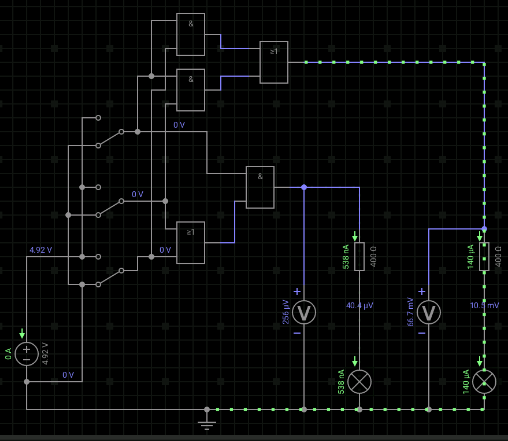 &
≥1
&
0 V
&
0 V
≥1
0 V
4.92 V
538 nA
400 Ω
140 µA
400 Ω
+
V
−
256 µV
40.4 µV
+
V
−
66.7 mV
10.5 mV
0 A
+
−
4.92 V
0 V
538 nA
140 µA